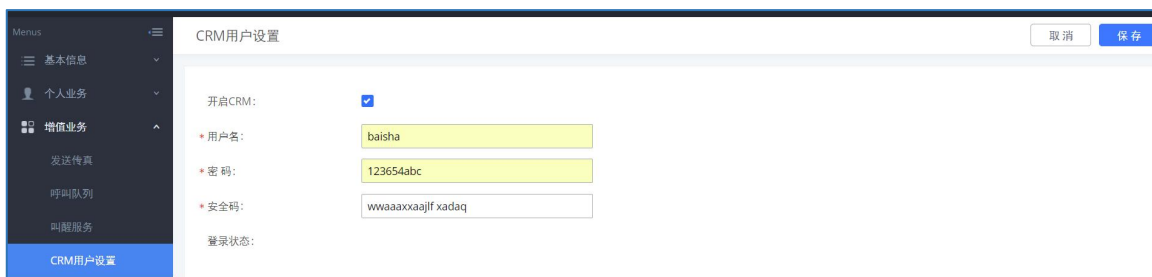 Menus
CRM用户设置
取消
保存
基本信息
个人业务
增值业务
发送传真
呼叫队列
叫醒服务
CRM用户设置
开启CRM:
* 用户名:
baisha
* 密 码:
123654abc
* 安全码:
wwaaaxxaajlf xadaq
登录状态: